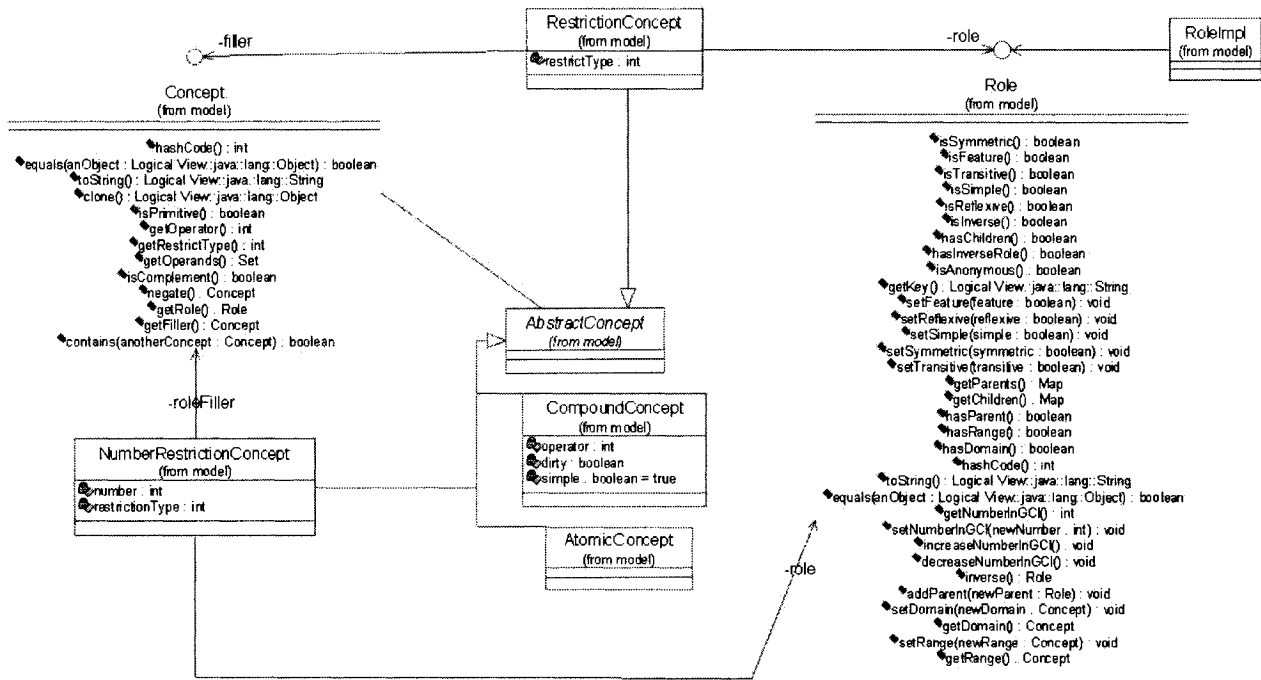 RestrictionConcept
(from model)
restrictType : int
-filler
-role
RoleImpl
(from model)
Concept
(from model)
hashCode() : int
equals(anObject : Logical View::java::lang::Object) : boolean
toString() : Logical View::java::lang::String
clone() : Logical View::java::lang::Object
isPrimitive() : boolean
getOperator() : int
getRestrictType() : int
getOperands() : Set
isComplement() : boolean
negate() : Concept
getRole() : Role
getFiller() : Concept
contains(anotherConcept : Concept) : boolean
-roleFiller
NumberRestrictionConcept
(from model)
number : int
restrictionType : int
AbstractConcept
(from model)
CompoundConcept
(from model)
operator : int
dirty : boolean
simple : boolean = true
AtomicConcept
(from model)
-role
Role
(from model)
isSymmetric() : boolean
isFeature() : boolean
isTransitive() : boolean
isSimple() : boolean
isReflexive() : boolean
isInverse() : boolean
hasChildren() : boolean
hasInverseRole() : boolean
isAnonymous() : boolean
getKey() : Logical View::java::lang::String
setFeature(feature : boolean) : void
setReflexive(reflexive : boolean) : void
setSimple(simple : boolean) : void
setSymmetric(symmetric : boolean) : void
setTransitive(transitive : boolean) : void
getParents() : Map
getChildren() : Map
hasParent() : boolean
hasRange() : boolean
hasDomain() : boolean
hashCode() : int
toString() : Logical View::java::lang::String
equals(anObject : Logical View::java::lang::Object) : boolean
getNumberInGCI() : int
setNumberInGCI(newNumber : int) : void
increaseNumberInGCI() : void
decreaseNumberInGCI() : void
inverse() : Role
addParent(newParent : Role) : void
setDomain(newDomain : Concept) : void
getDomain() : Concept
setRange(newRange : Concept) : void
getRange() : Concept